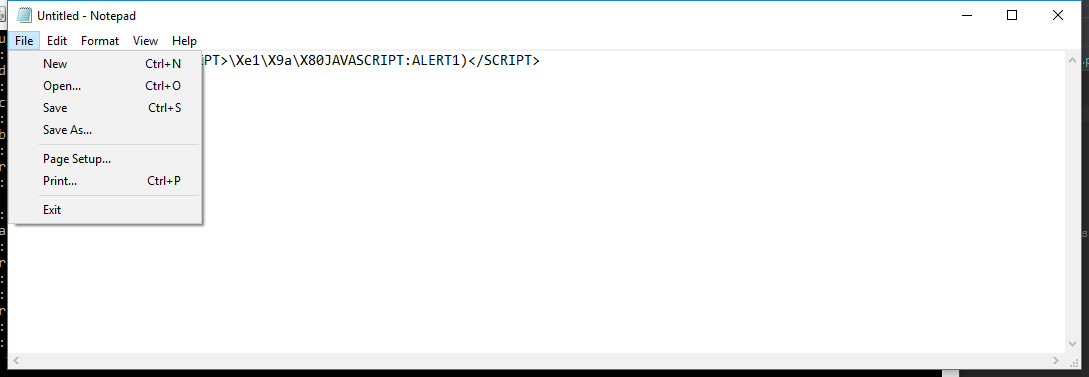 Untitled - Notepad
File Edit Format View Help
PT>\Xe1\X9a\X80JAVASCRIPT:ALERT1)</SCRIPT>
New Ctrl+N
Open... Ctrl+O
Save Ctrl+S
Save As...
Page Setup...
Print... Ctrl+P
Exit